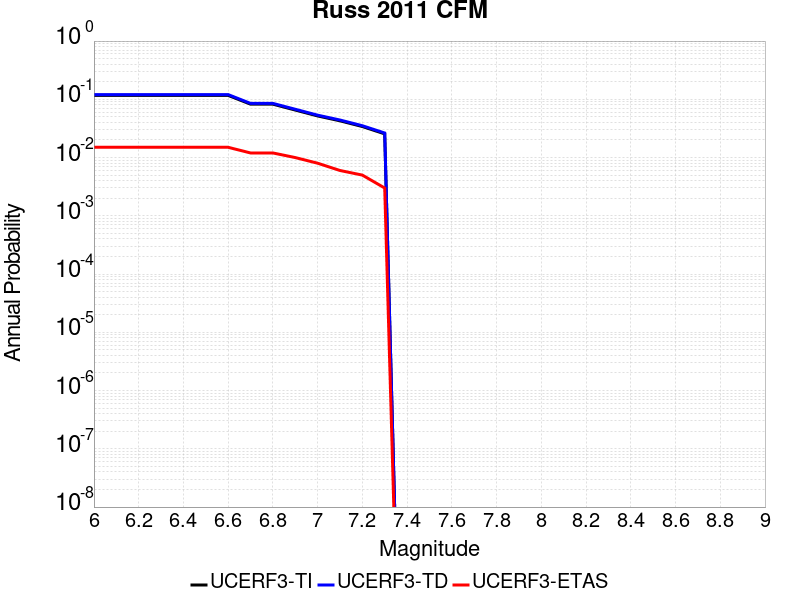 Russ 2011 CFM
10^0
10^-1
10^-2
10^-3
10^-4
10^-5
10^-6
10^-7
10^-8
Annual Probability
6 6.2 6.4 6.6 6.8 7 7.2 7.4 7.6 7.8 8 8.2 8.4 8.6 8.8 9
Magnitude
UCERF3-TI UCERF3-TD UCERF3-ETAS